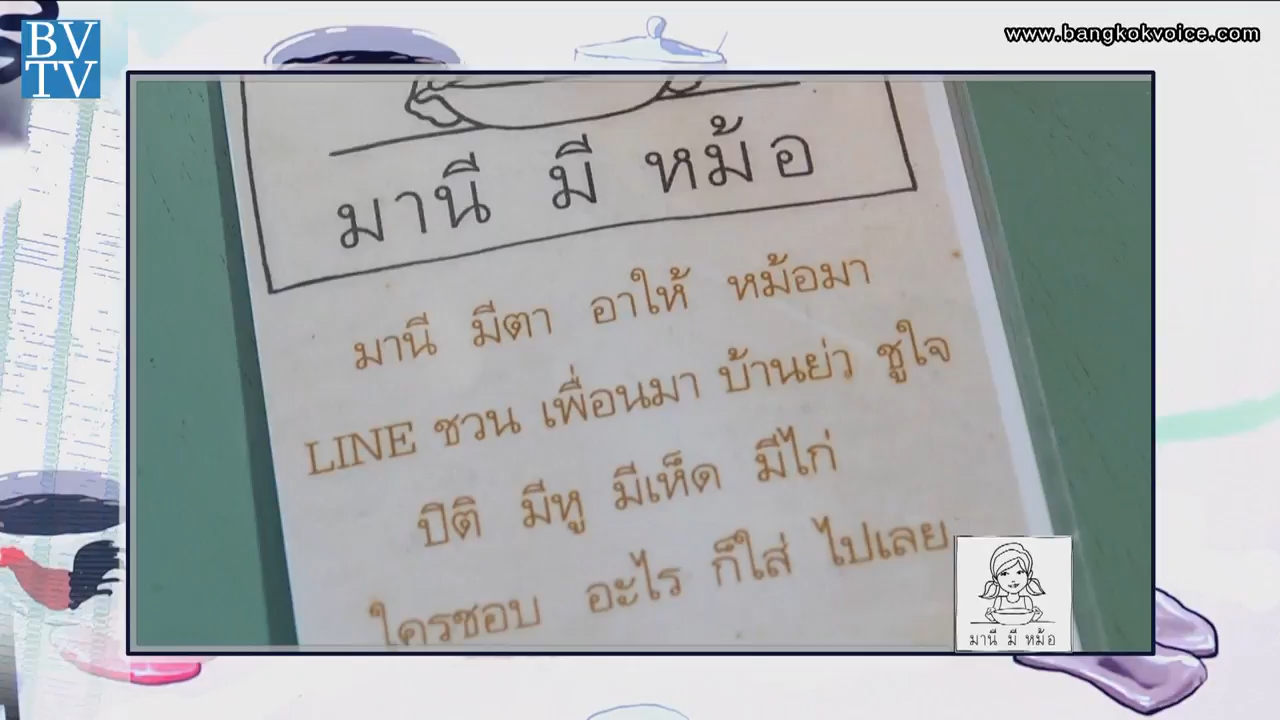 BV
TV
www.bangkokvoice.com
มานี มี หม้อ
มานี มีตา อาให้ หม้อมา
LINE ชวน เพื่อนมา บ้านย่ว ชูใจ
ปิติ มีหู มีเห็ด มีไก่
ใครชอบ อะไร ก็ใส่ ไปเลย
มานี มี หม้อ